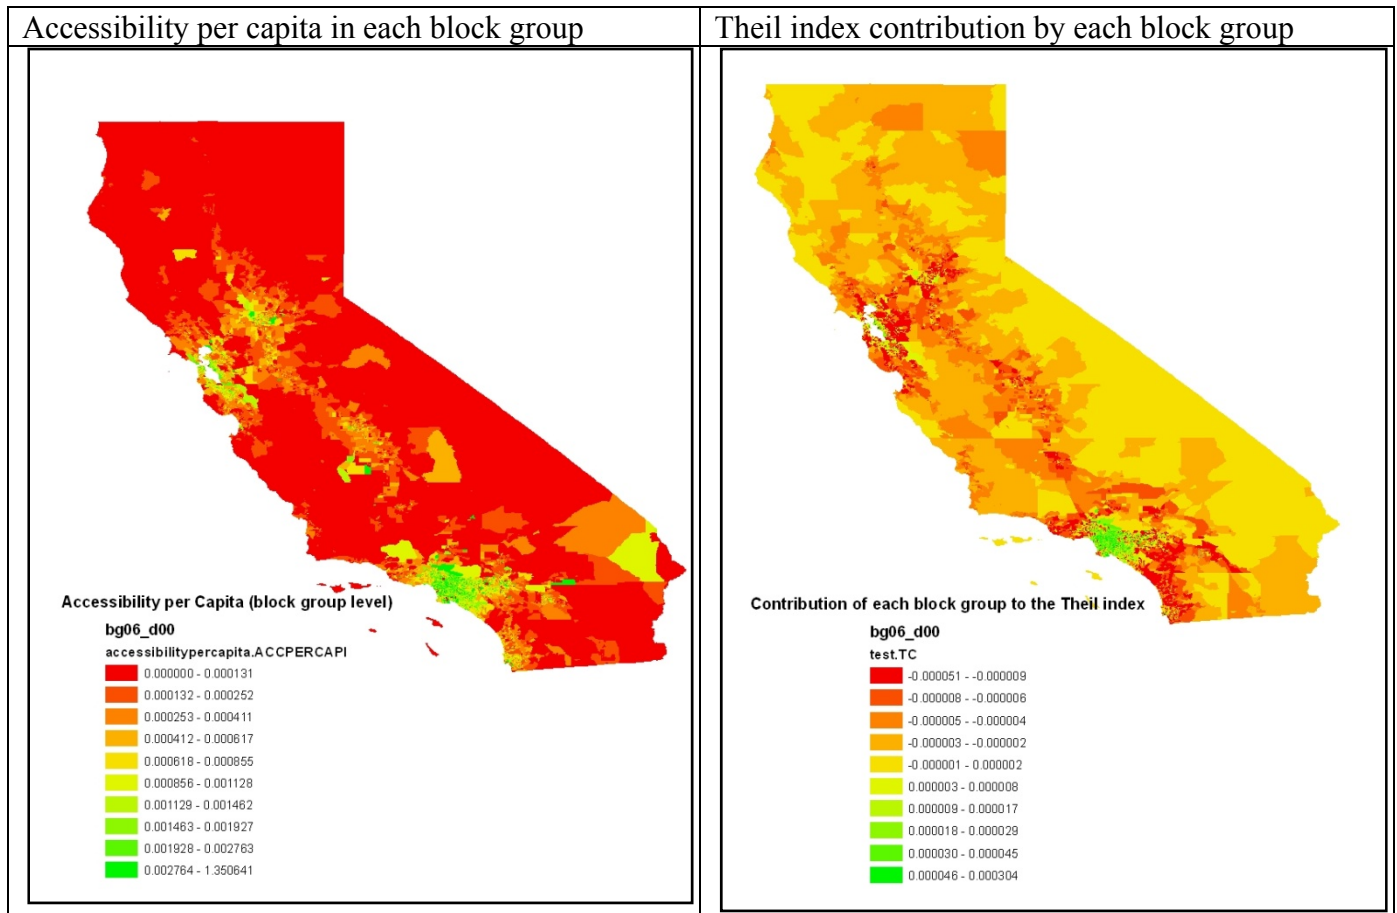 Accessibility per capita in each block group
Theil index contribution by each block group
Accessibility per Capita (block group level)
bg06_d00
accessibilitypercapita.ACCPERCAPI
0.000000 - 0.000131
0.000132 - 0.000252
0.000253 - 0.000411
0.000412 - 0.000617
0.000618 - 0.000855
0.000856 - 0.001128
0.001129 - 0.001462
0.001463 - 0.001927
0.001928 - 0.002763
0.002764 - 1.350641
Contribution of each block group to the Theil index
bg06_d00
test.TC
-0.000051 - -0.000009
-0.000008 - -0.000006
-0.000005 - -0.000004
-0.000003 - -0.000002
-0.000001 - 0.000002
0.000003 - 0.000008
0.000009 - 0.000017
0.000018 - 0.000029
0.000030 - 0.000045
0.000046 - 0.000304